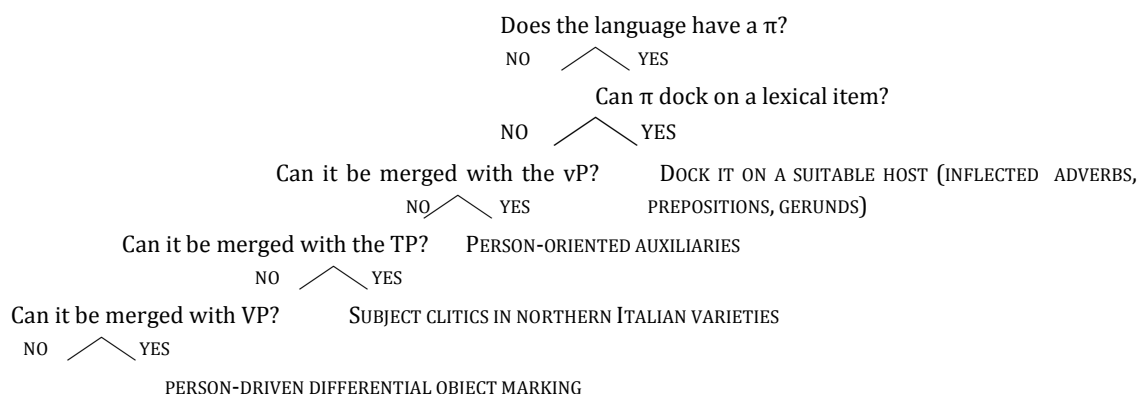 Does the language have a π?
NO YES
Can π dock on a lexical item?
NO YES
Can it be merged with the vP? DOCK IT ON A SUITABLE HOST (INFLECTED ADVERBS,
NO YES PREPOSITIONS, GERUNDS)
Can it be merged with the TP? PERSON-ORIENTED AUXILIARIES
NO YES
Can it be merged with VP? SUBJECT CLITICS IN NORTHERN ITALIAN VARIETIES
NO YES
PERSON-DRIVEN DIFFERENTIAL OBJECT MARKING